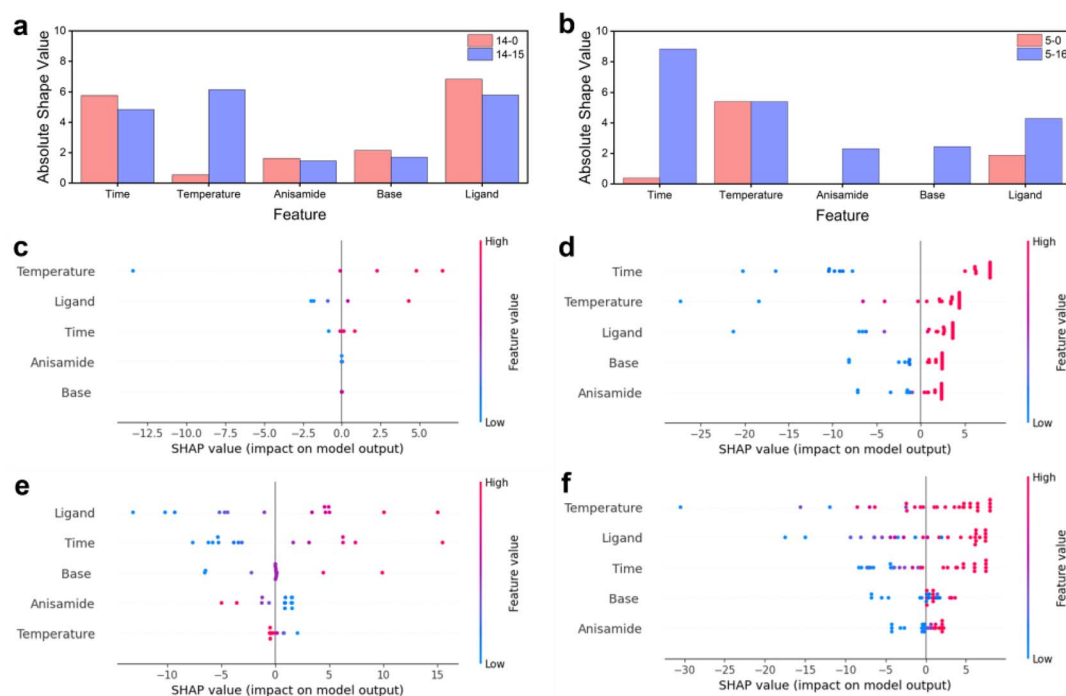 a
Absolute Shape Value
10
8
6
4
2
0
14-0
14-15
Time
Temperature
Anisamide
Base
Ligand
Feature
b
Absolute Shape Value
10
8
6
4
2
0
5-0
5-16
Time
Temperature
Anisamide
Base
Ligand
Feature
c
Temperature
Ligand
Time
Anisamide
Base
−12.5 −10.0 −7.5 −5.0 −2.5 0.0 2.5 5.0
SHAP value (impact on model output)
High
Feature value
Low
d
Time
Temperature
Ligand
Base
Anisamide
−25 −20 −15 −10 −5 0 5
SHAP value (impact on model output)
High
Feature value
Low
e
Ligand
Time
Base
Anisamide
Temperature
−10 −5 0 5 10 15
SHAP value (impact on model output)
High
Feature value
Low
f
Temperature
Ligand
Time
Base
Anisamide
−30 −25 −20 −15 −10 −5 0 5
SHAP value (impact on model output)
High
Feature value
Low